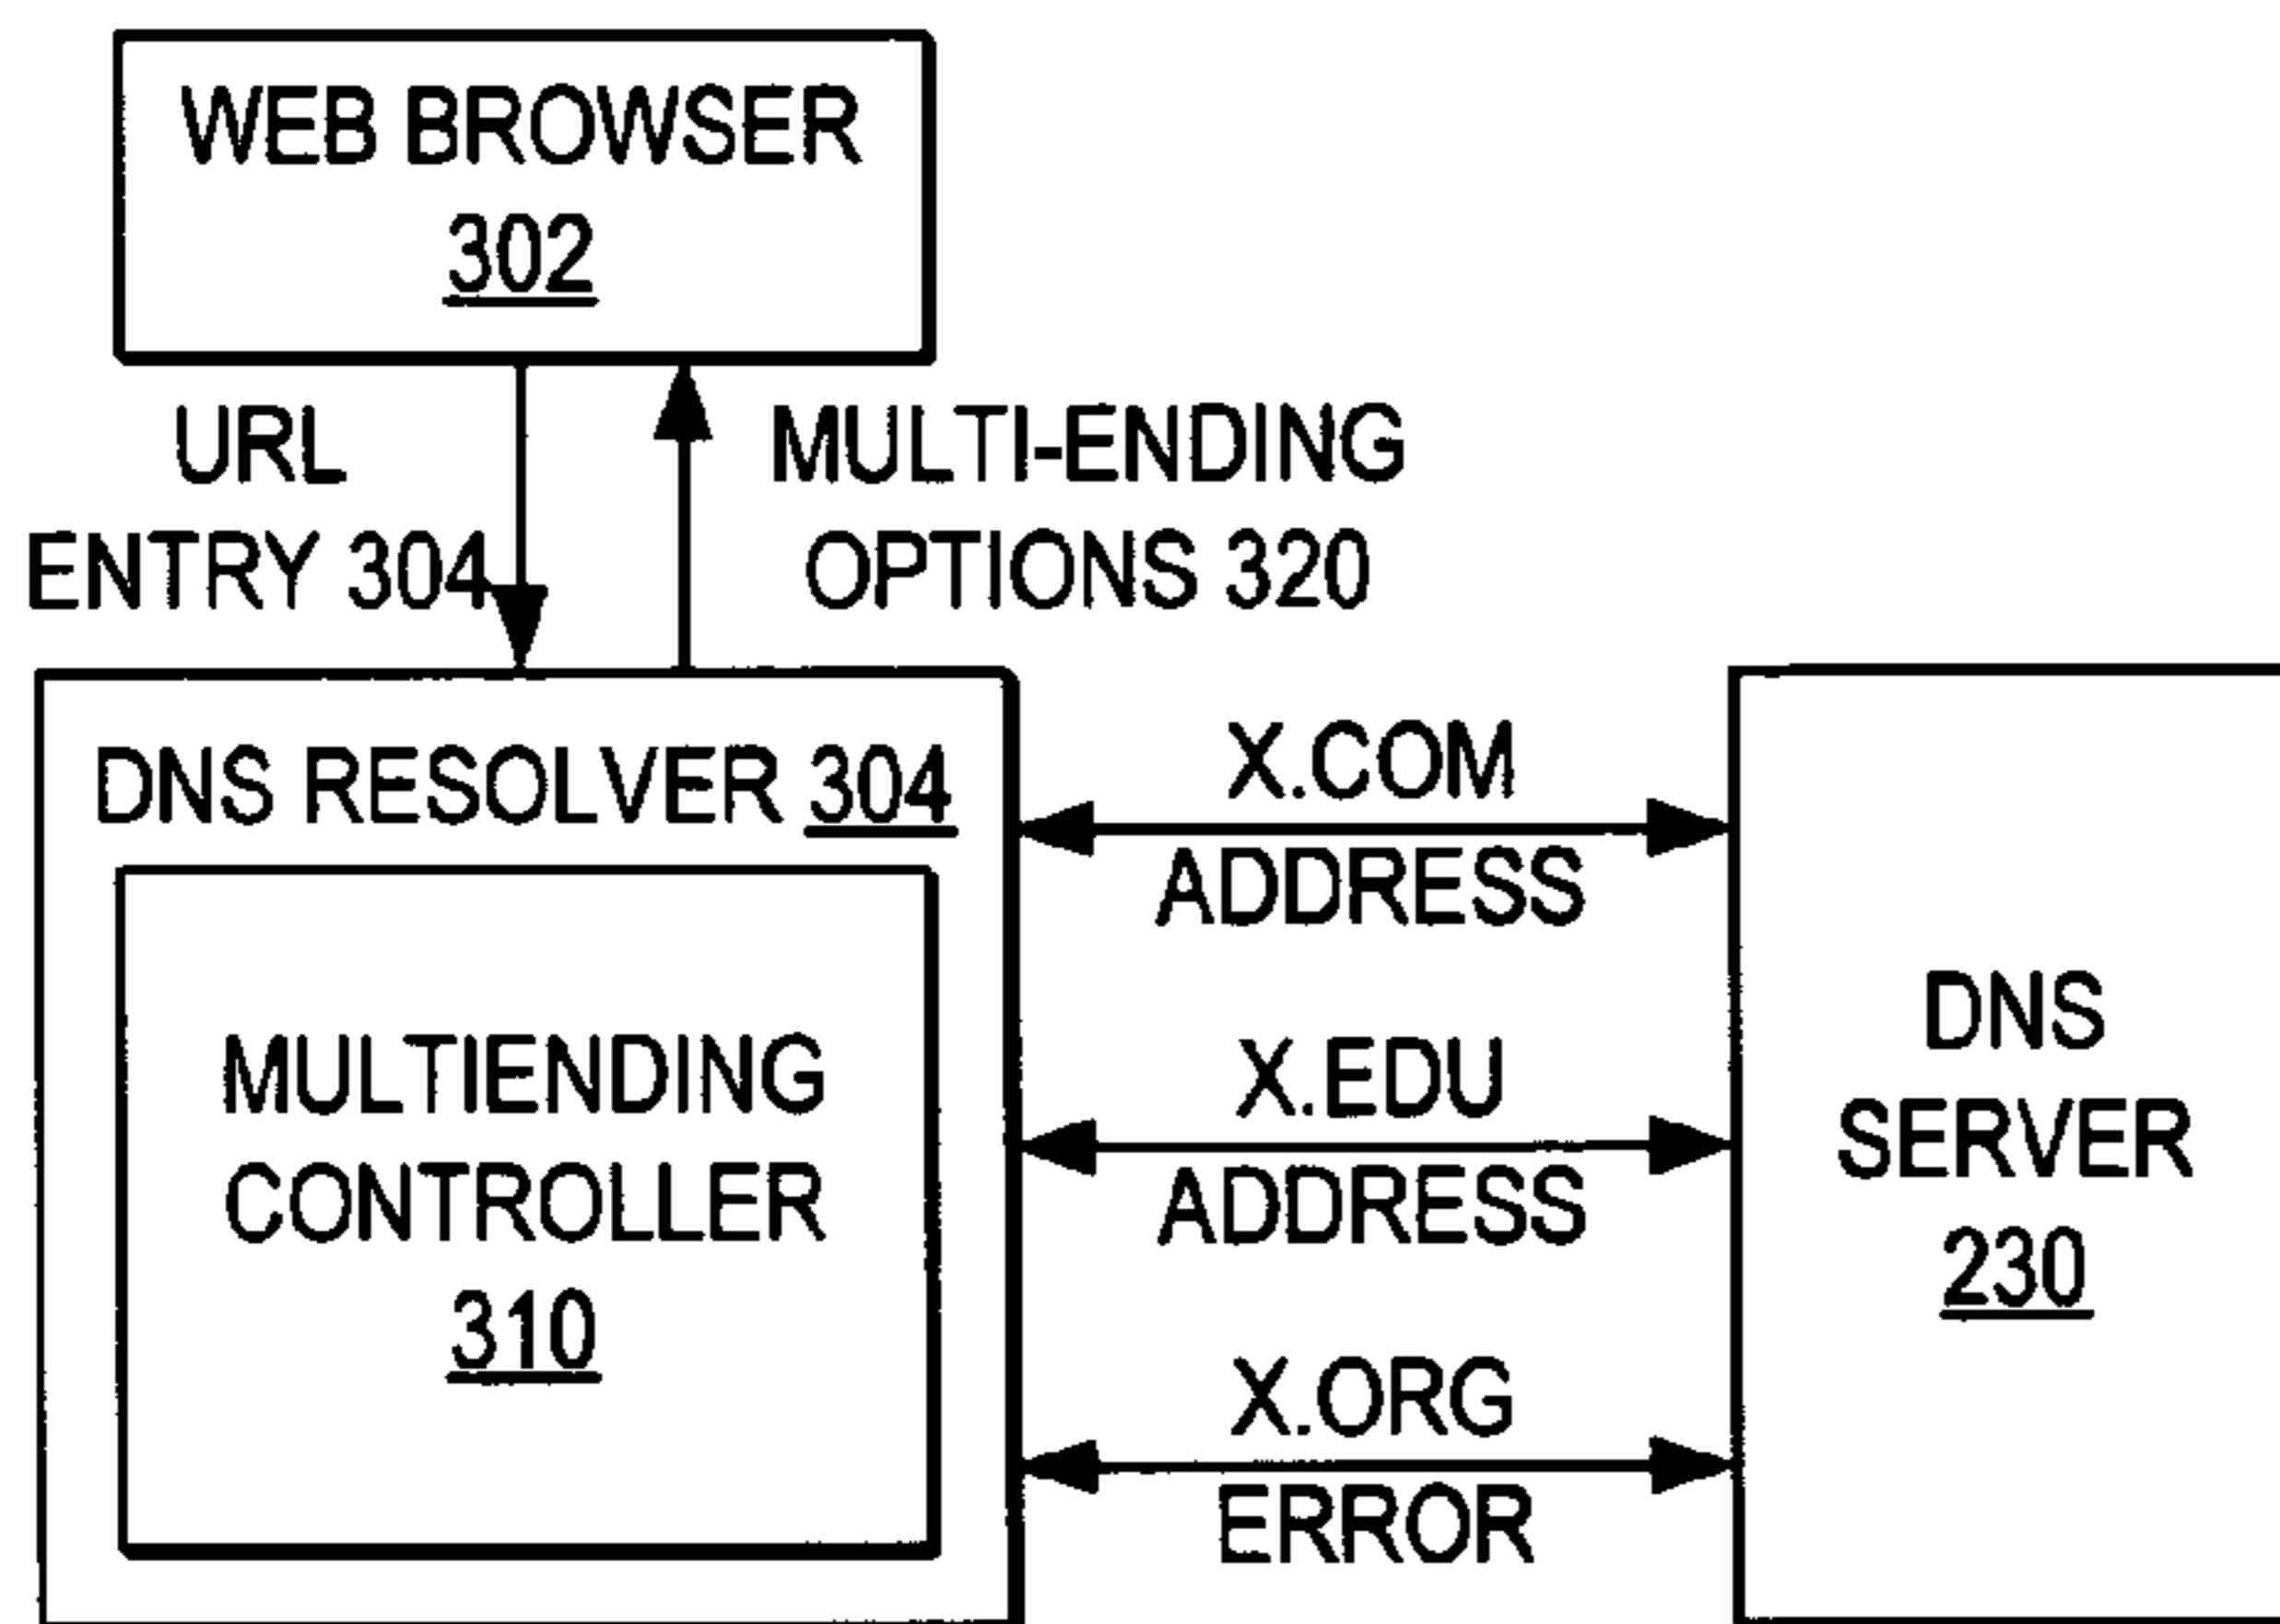 WEB BROWSER
302
URL
ENTRY 304
MULTI-ENDING
OPTIONS 320
DNS RESOLVER 304
MULTIENDING
CONTROLLER
310
X.COM
ADDRESS
X.EDU
ADDRESS
X.ORG
ERROR
DNS
SERVER
230